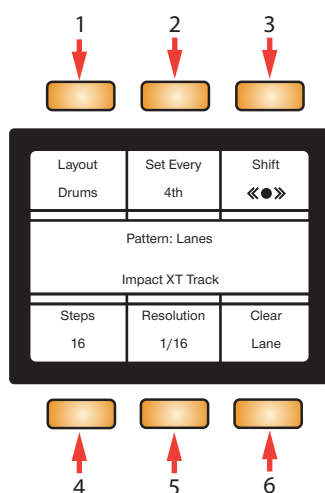 1 2 3
Layout Set Every Shift
Drums 4th «●»
Pattern: Lanes
Impact XT Track
Steps Resolution Clear
16 1/16 Lane
4 5 6